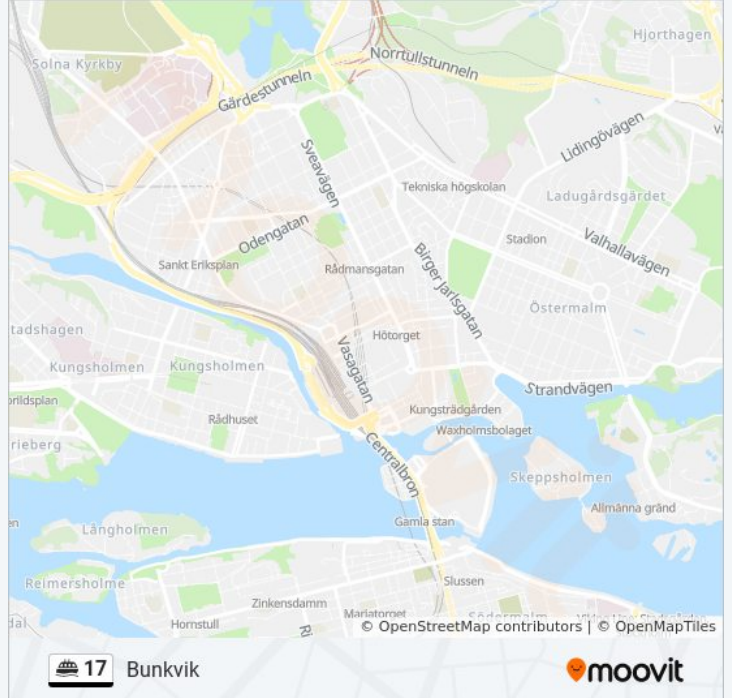 Hjorthagen
Norrtullstunneln
Solna Kyrkby
Gärdestunneln
Lidingövägen
Sveavägen
Tekniska högskolan
Ladugårdsgärdet
Odengatan
Stadion
Valhallavägen
Sankt Eriksplan
Rådmansgatan
Birger Jarlsgatan
Östermalm
tadshagen
Hötorget
Vasagatan
Kungsholmen
Kungsholmen
Strandvägen
Kungsträdgården
Rådhuset
Waxholmsbolaget
rieberg
Centralbron
Skeppsholmen
Allmänna gränd
Gamla stan
Långholmen
Reimersholme
Slussen
Zinkensdamm
Mariatorget
Södermalm
Hornstull
© OpenStreetMap contributors | © OpenMapTiles
17 Bunkvik
moovit